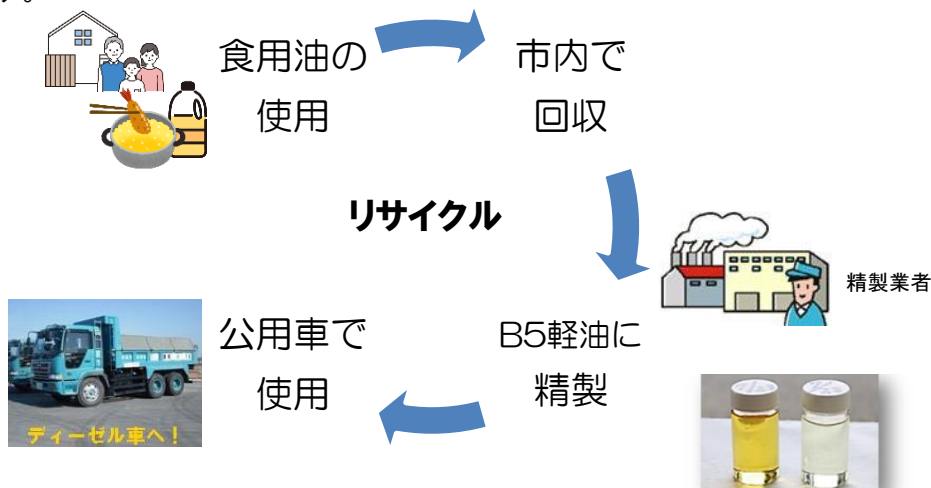 す。
食用油の
使用
市内で
回収
リサイクル
精製業者
B5軽油に
精製
公用車で
使用
ディーゼル車へ！